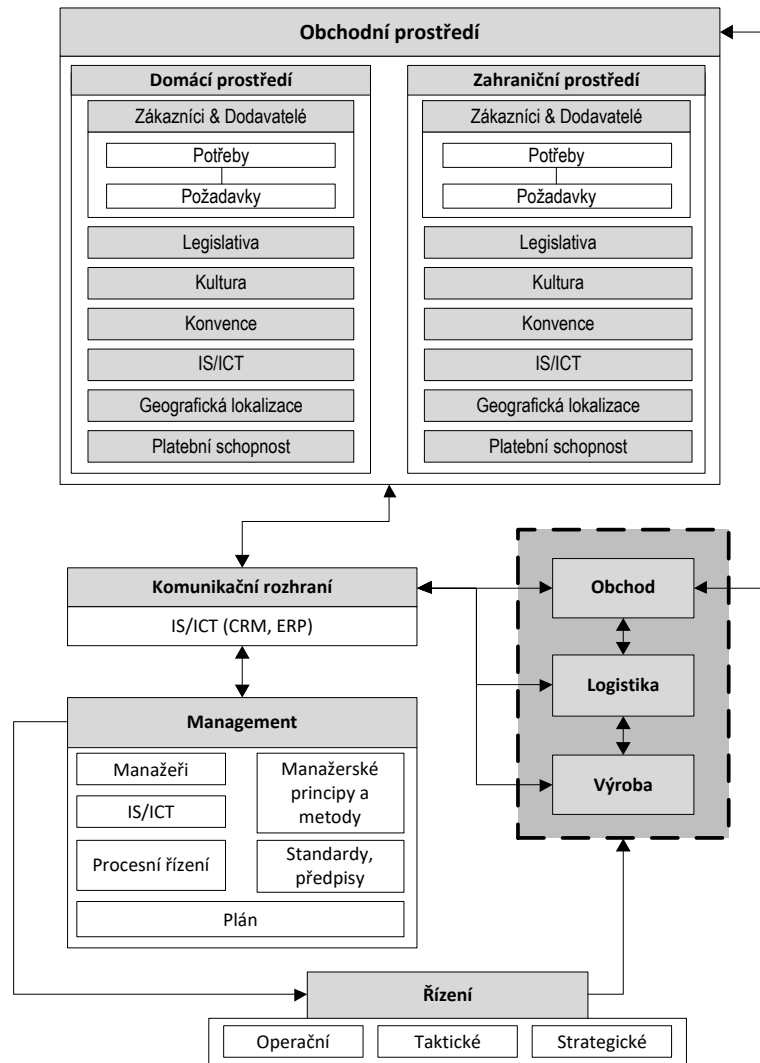 Obchodní prostředí
Domácí prostředí
Zákazníci & Dodavatelé
Potřeby
Požadavky
Legislativa
Kultura
Konvence
IS/ICT
Geografická lokalizace
Platební schopnost
Zahraniční prostředí
Zákazníci & Dodavatelé
Potřeby
Požadavky
Legislativa
Kultura
Konvence
IS/ICT
Geografická lokalizace
Platební schopnost
Komunikační rozhraní
IS/ICT (CRM, ERP)
Obchod
Logistika
Výroba
Management
Manažeři
IS/ICT
Procesní řízení
Manažerské
principy a
metody
Standardy,
předpisy
Plán
Řízení
Operační
Taktické
Strategické